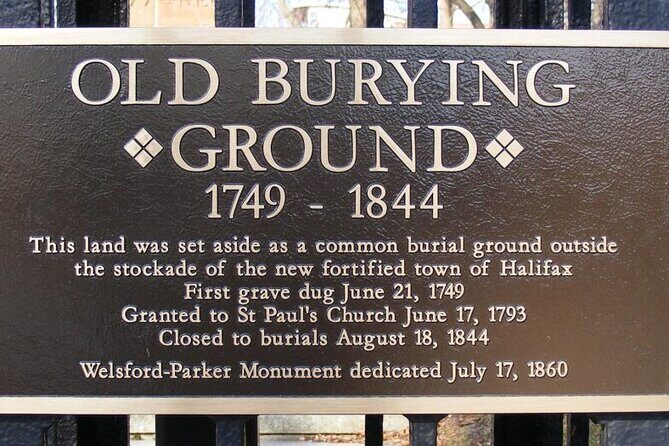 OLD BURYING
GROUND
1749 - 1844
This land was set aside as a common burial ground outside
the stockade of the new fortified town of Halifax
First grave dug June 21, 1749
Granted to St Paul's Church June 17, 1793
Closed to burials August 18, 1844
Welsford-Parker Monument dedicated July 17, 1860